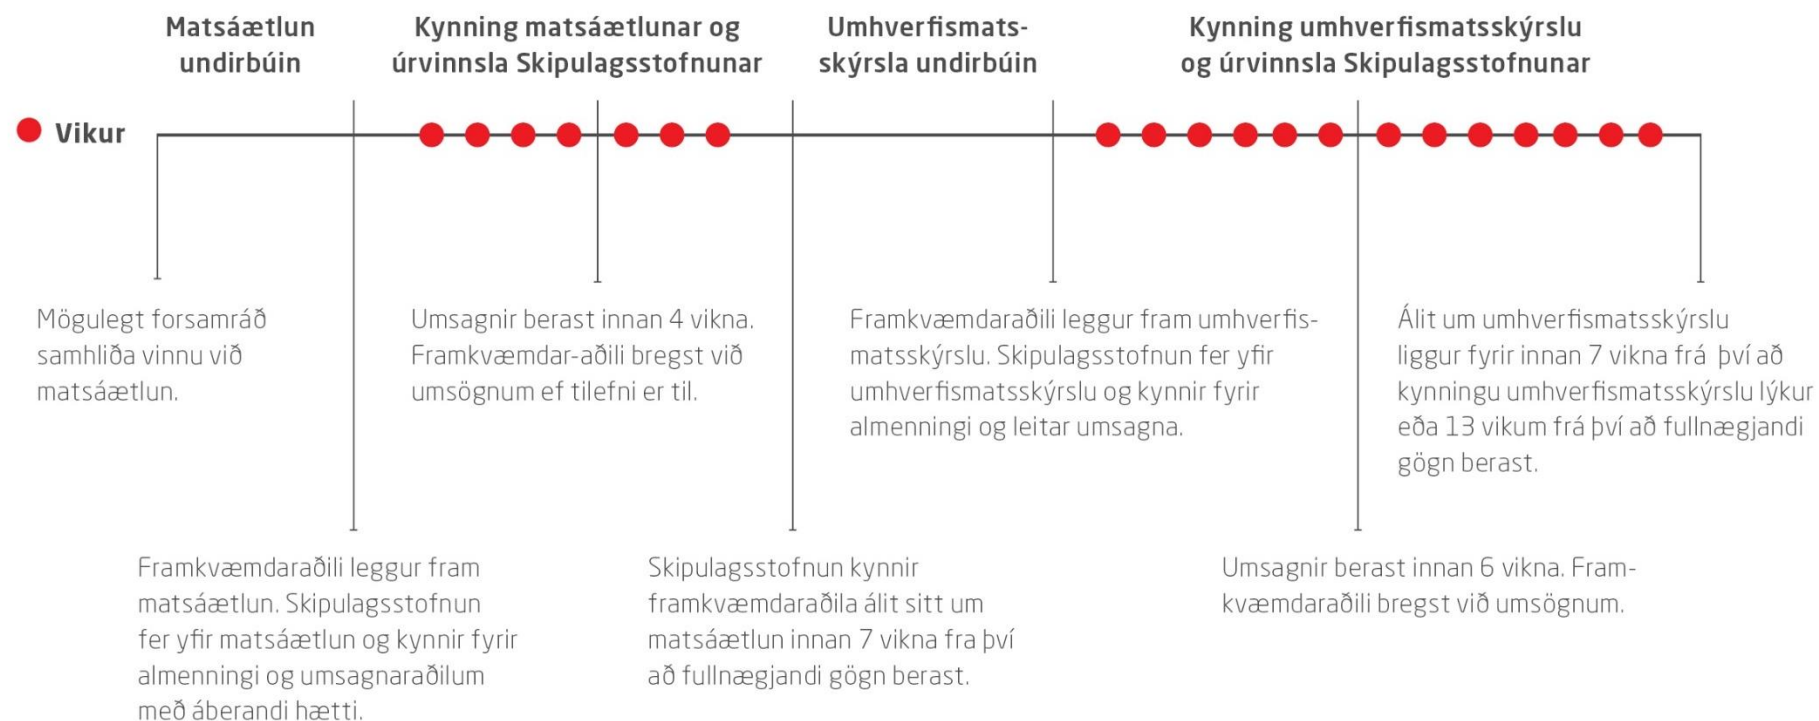 Matsáætlun
undirbúin
Kynning matsáætlunar og
úrvinnsla Skipulagsstofnunar
Umhverfismats-
skýrsla undirbúin
Kynning umhverfismatsskýrslu
og úrvinnsla Skipulagsstofnunar
Vikur
Mögulegt forsamráð
samhliða vinnu við
matsáætlun.
Umsagnir berast innan 4 vikna.
Framkvæmdar-aðili bregst við
umsögnum ef tilefni er til.
Framkvæmdaraðili leggur fram umhverfis-
matsskýrslu. Skipulagsstofnun fer yfir
umhverfismatsskýrslu og kynnir fyrir
almenningi og leitar umsagna.
Álit um umhverfismatsskýrslu
liggur fyrir innan 7 vikna frá því að
kynningu umhverfismatsskýrslu lýkur
eða 13 vikum frá því að fullnægjandi
gögn berast.
Framkvæmdaraðili leggur fram
matsáætlun. Skipulagsstofnun
fer yfir matsáætlun og kynnir fyrir
almenningi og umsagnaraðilum
með áberandi hætti.
Skipulagsstofnun kynnir
framkvæmdaraðila álit sitt um
matsáætlun innan 7 vikna fra því
að fullnægjandi gögn berast.
Umsagnir berast innan 6 vikna. Fram-
kvæmdaraðili bregst við umsögnum.